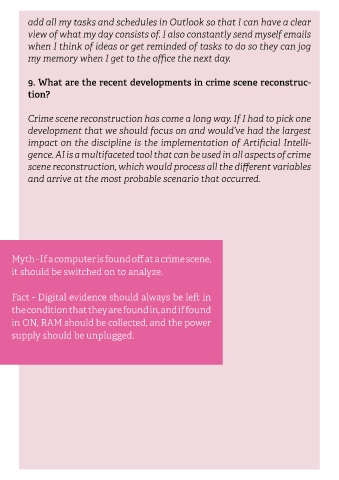 add all my tasks and schedules in Outlook so that I can have a clear
view of what my day consists of. I also constantly send myself emails
when I think of ideas or get reminded of tasks to do so they can jog
my memory when I get to the office the next day.
9. What are the recent developments in crime scene reconstruc-
tion?
Crime scene reconstruction has come a long way. If I had to pick one
development that we should focus on and would've had the largest
impact on the discipline is the implementation of Artificial Intelli-
gence. AI is a multifaceted tool that can be used in all aspects of crime
scene reconstruction, which would process all the different variables
and arrive at the most probable scenario that occurred.
Myth - If a computer is found off at a crime scene,
it should be switched on to analyze.
Fact - Digital evidence should always be left in
the condition that they are found in, and if found
in ON, RAM should be collected, and the power
supply should be unplugged.